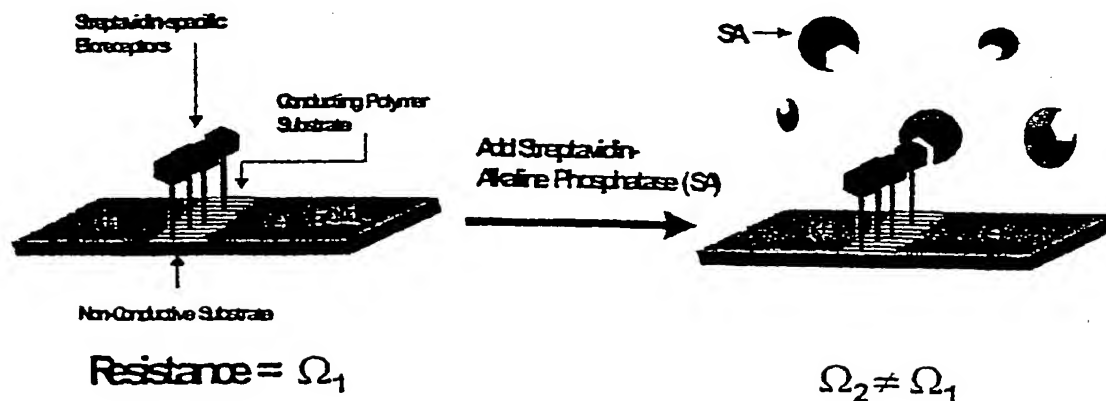 Streptavidin-specific
Bioreceptors
Conducting Polymer
Substrate
Non-Conductive Substrate
Resistance = Ω₁
Add Streptavidin-
Alkaline Phosphatase (SA)
SA
Ω₂ ≠ Ω₁